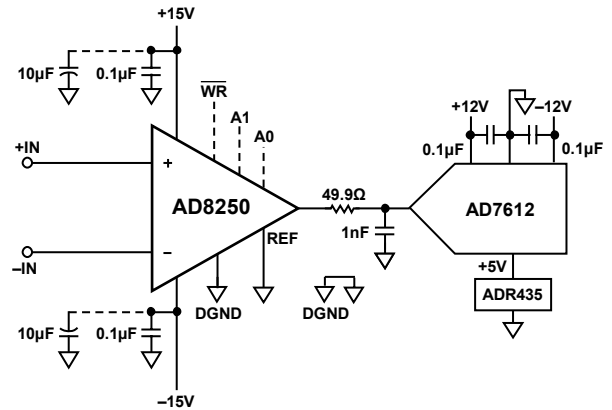 +15V
10µF
0.1µF
WR
A1
A0
+12V
–12V
0.1µF
0.1µF
+IN
+
AD8250
49.9Ω
AD7612
1nF
REF
–IN
–
+5V
DGND
DGND
ADR435
10µF
0.1µF
–15V